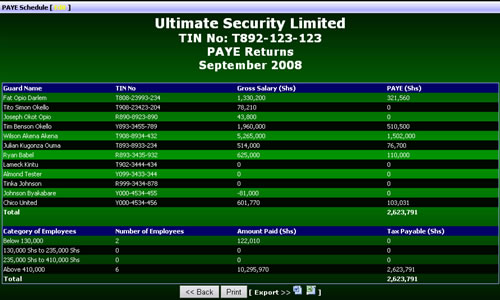 PAYE Schedule [
]
Ultimate Security Limited
TIN No: T892-123-123
PAYE Returns
September 2008
Guard Name TIN No Gross Salary (Shs) PAYE (Shs)
Fat Opio Darlem T808-23993-234 1,330,200 321,560
Tito Simon Okello T908-23423-204 78,210 0
Joseph Okot Opio R890-8923-890 43,800 0
Tim Benson Okello Y893-3455-789 1,960,000 510,500
Wilson Akena Akena T908-8934-432 5,265,000 1,502,000
Julian Kugonza Ouma T893-8933-234 514,000 76,700
Ryan Babel R893-3435-932 625,000 110,000
Lameck Kintu T902-3444-434 0 0
Almond Tester Y099-3433-344 0 0
Tinka Johnson R999-3434-878 0 0
Johnson Byakabare Y000-4534-455 -81,000 0
Chico United Y000-4534-456 601,770 103,031
Total 2,623,791
Category of Employees Number of Employees Amount Paid (Shs) Tax Payable (Shs)
Below 130,000 2 122,010 0
130,000 Shs to 235,000 Shs 0 0 0
235,000 Shs to 410,000 Shs 0 0 0
Above 410,000 6 10,295,970 2,623,791
Total 2,623,791
<< Back Print [ Export >> ]